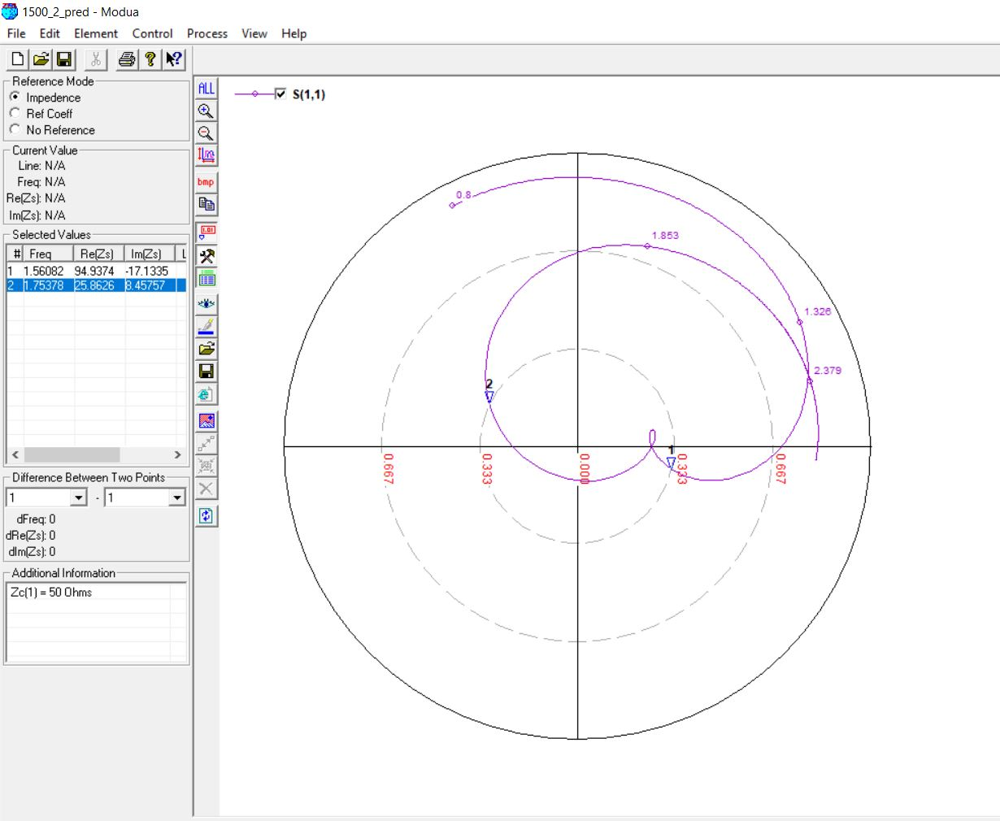 1500_2_pred - Modua
File Edit Element Control Process View Help
Reference Mode
Impedence
Ref Coeff
No Reference
Current Value
Line: N/A
Freq: N/A
Re(Zs): N/A
Im(Zs): N/A
Selected Values
# Freq Re(Zs) Im(Zs) L
1 1.56082 94.9374 -17.1335
2 1.75378 25.8626 8.45757
Difference Between Two Points
1 - 1
dFreq: 0
dRe(Zs): 0
dIm(Zs): 0
Additional Information
Zc(1) = 50 Ohms
ALL
bmp
1.01
S(1,1)
0.8
1.853
1.326
2.379
2
1
0.667
0.333
0.000
0.333
0.667